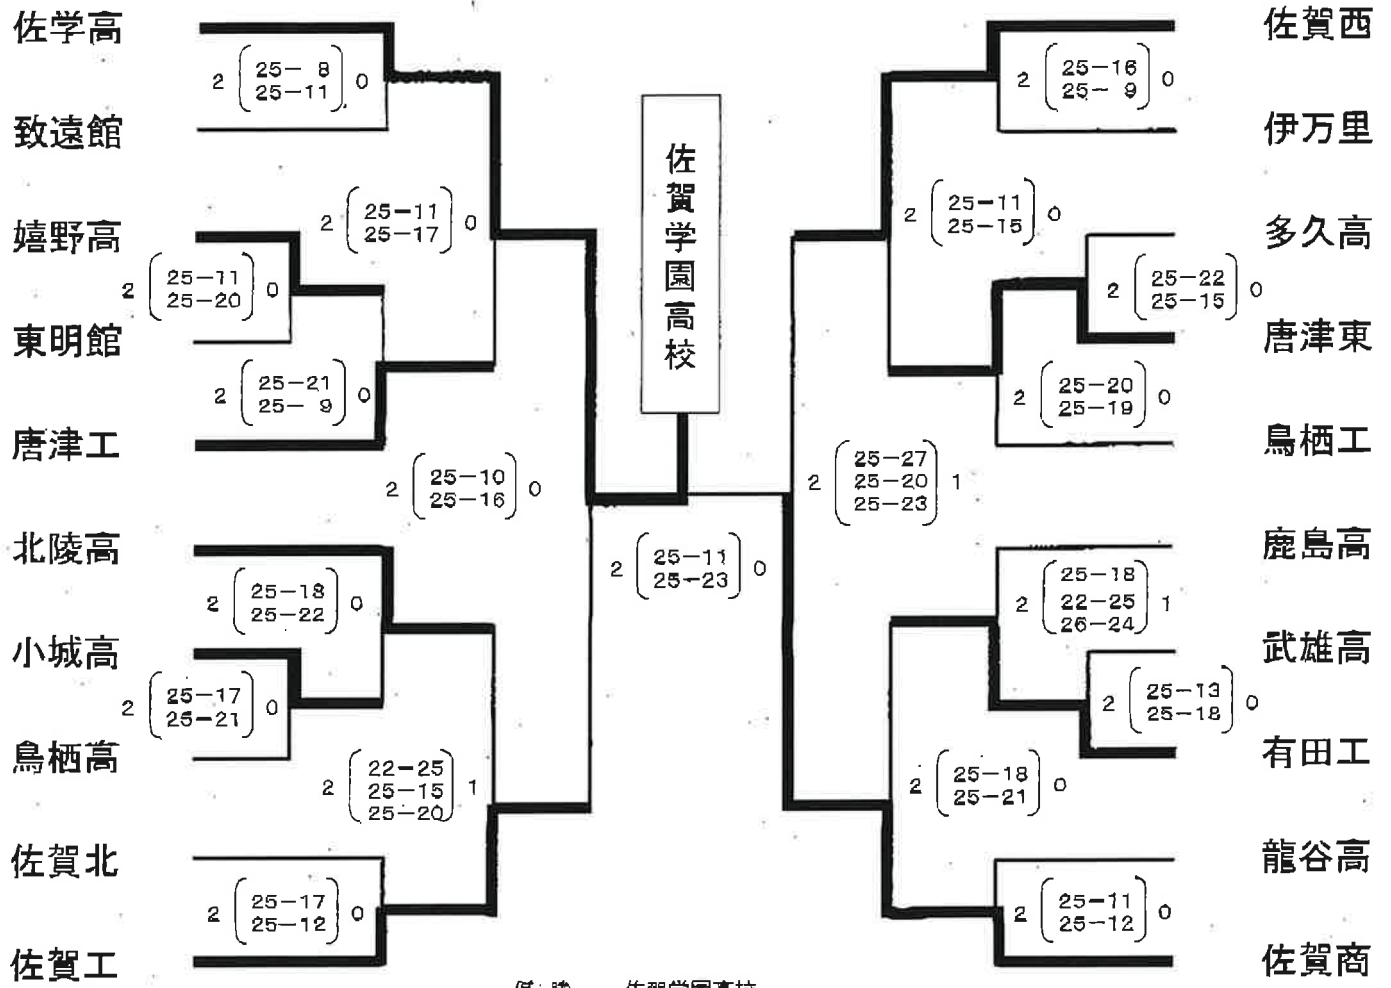 佐学高
2 25- 8 0
25-11
致遠館
2 25-11 0
25-17
嬉野高
2 25-11 0
25-20
東明館
2 25-21 0
25- 9
唐津工
2 25-10 0
25-16
北陵高
2 25-18 0
25-22
小城高
2 25-17 0
25-21
鳥栖高
2 22-25 1
25-15
25-20
佐賀北
2 25-17 0
25-12
佐賀工
佐賀学園高校
2 25-11 0
25-23
佐賀西
2 25-16 0
25- 9
伊万里
2 25-11 0
25-15
多久高
2 25-22 0
25-15
唐津東
2 25-20 0
25-19
鳥栖工
2 25-27 1
25-20
25-23
鹿島高
2 25-18 1
22-25
26-24
武雄高
2 25-13 0
25-18
有田工
2 25-18 0
25-21
龍谷高
2 25-11 0
25-12
佐賀商